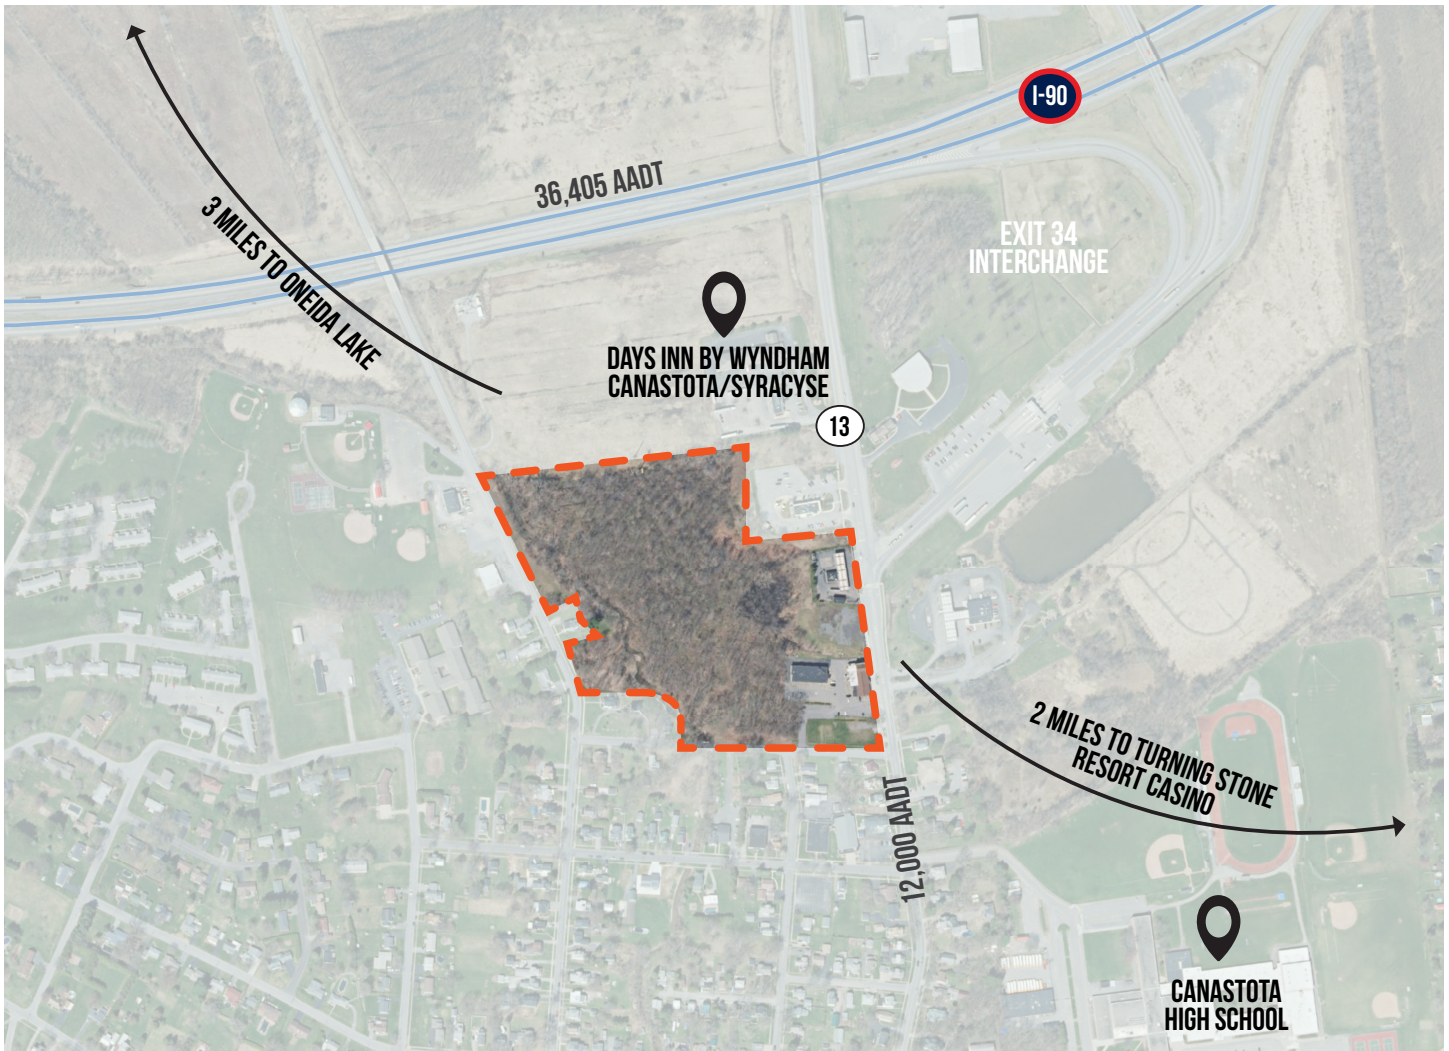 I-90
36,405 AADT
3 MILES TO ONEIDA LAKE
EXIT 34
INTERCHANGE
DAYS INN BY WYNDHAM
CANASTOTA/SYRACYSE
13
2 MILES TO TURNING STONE
RESORT CASINO
12,000 AADT
CANASTOTA
HIGH SCHOOL